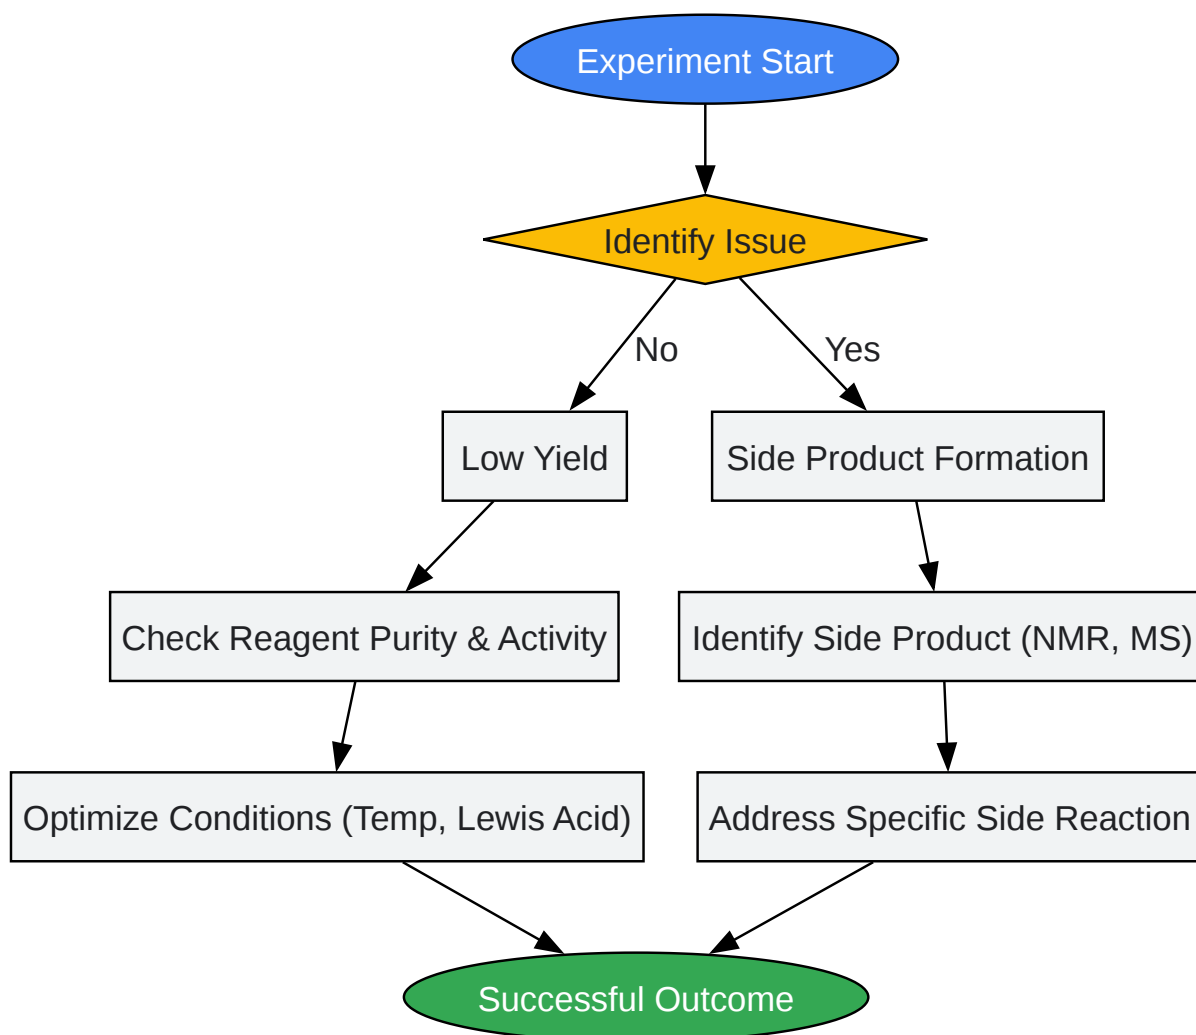 Experiment Start
Identify Issue
No
Yes
Low Yield
Side Product Formation
Check Reagent Purity & Activity
Identify Side Product (NMR, MS)
Optimize Conditions (Temp, Lewis Acid)
Address Specific Side Reaction
Successful Outcome